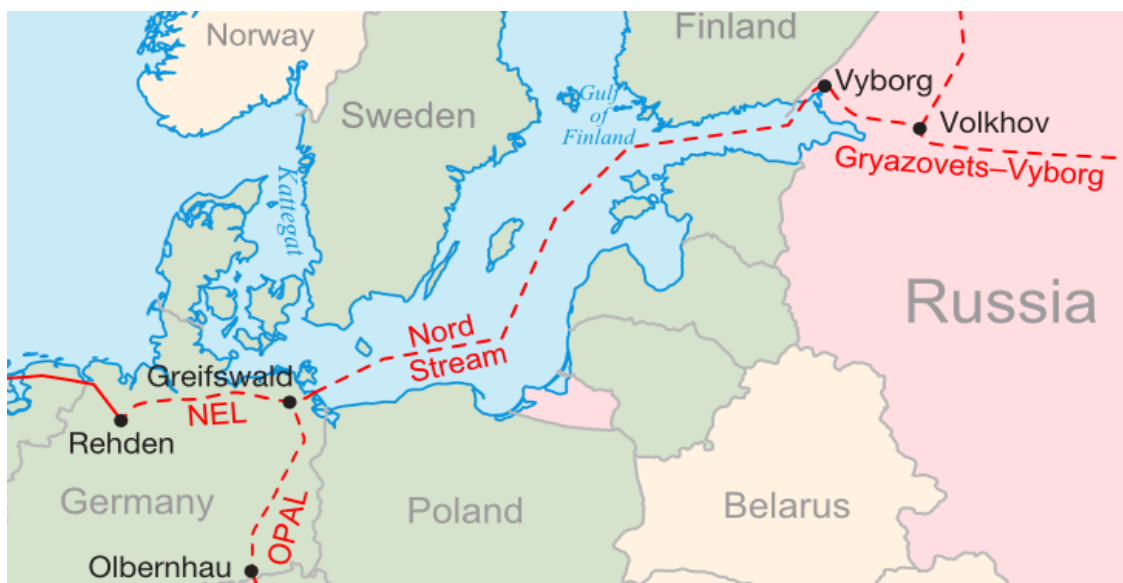 Norway
Finland
Sweden
Gulf
of
Finland
Vyborg
Volkhov
Gryazovets–Vyborg
Kattegat
Russia
Nord
Stream
Greifswald
NEL
Rehden
Germany
OPAL
Poland
Belarus
Olbernhau